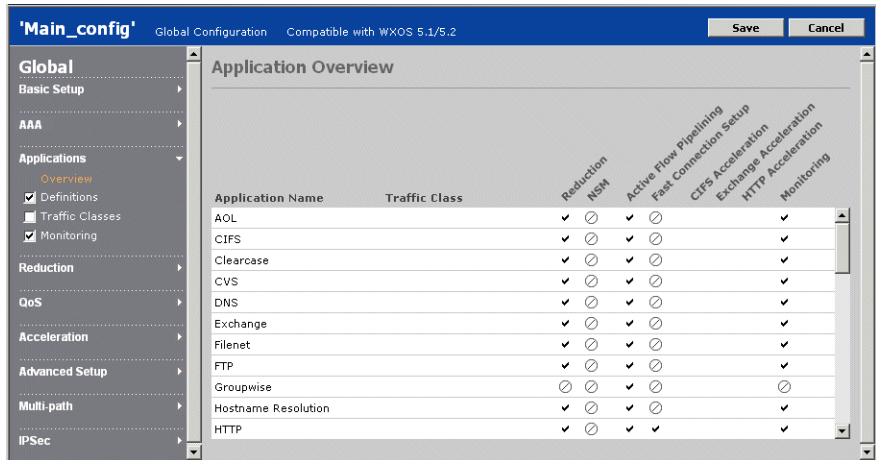 'Main_config' Global Configuration Compatible with WXOS 5.1/5.2 Save Cancel
Global
Basic Setup
AAA
Applications
Overview
Definitions
Traffic Classes
Monitoring
Reduction
QoS
Acceleration
Advanced Setup
Multi-path
IPSec
Application Overview
Application Name Traffic Class Reduction NSM Active Flow Pipelining Fast Connection Setup CIFS Acceleration Exchange Acceleration HTTP Acceleration Monitoring
AOL
CIFS
Clearcase
CVS
DNS
Exchange
Filenet
FTP
Groupwise
Hostname Resolution
HTTP